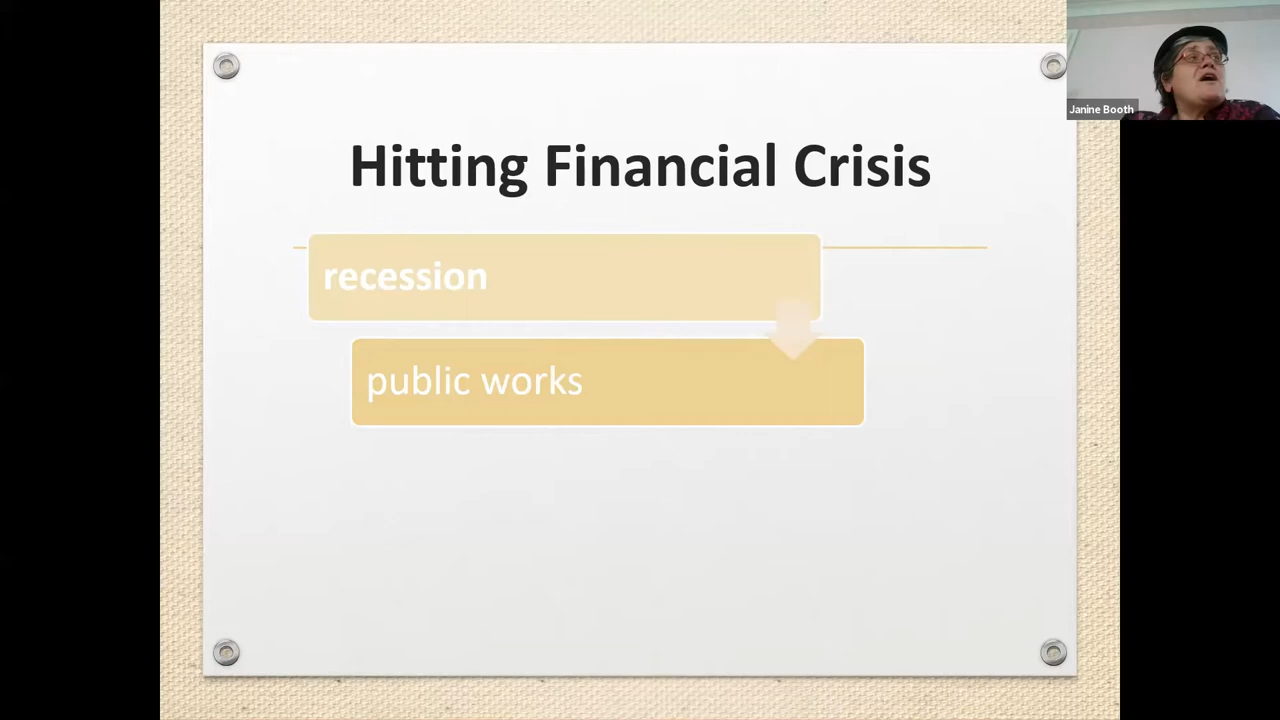 Hitting Financial Crisis
recession
public works
Janine Booth